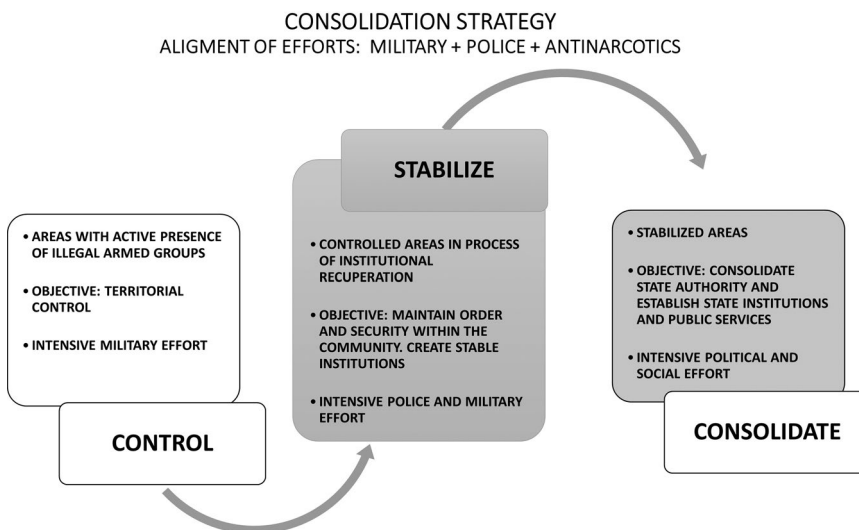 CONSOLIDATION STRATEGY
ALIGMENT OF EFFORTS: MILITARY + POLICE + ANTINARCOTICS
• AREAS WITH ACTIVE PRESENCE
OF ILLEGAL ARMED GROUPS
• OBJECTIVE: TERRITORIAL
CONTROL
• INTENSIVE MILITARY EFFORT
CONTROL
STABILIZE
• CONTROLLED AREAS IN PROCESS
OF INSTITUTIONAL
RECUPERATION
• OBJECTIVE: MAINTAIN ORDER
AND SECURITY WITHIN THE
COMMUNITY. CREATE STABLE
INSTITUTIONS
• INTENSIVE POLICE AND MILITARY
EFFORT
• STABILIZED AREAS
• OBJECTIVE: CONSOLIDATE
STATE AUTHORITY AND
ESTABLISH STATE INSTITUTIONS
AND PUBLIC SERVICES
• INTENSIVE POLITICAL AND
SOCIAL EFFORT
CONSOLIDATE